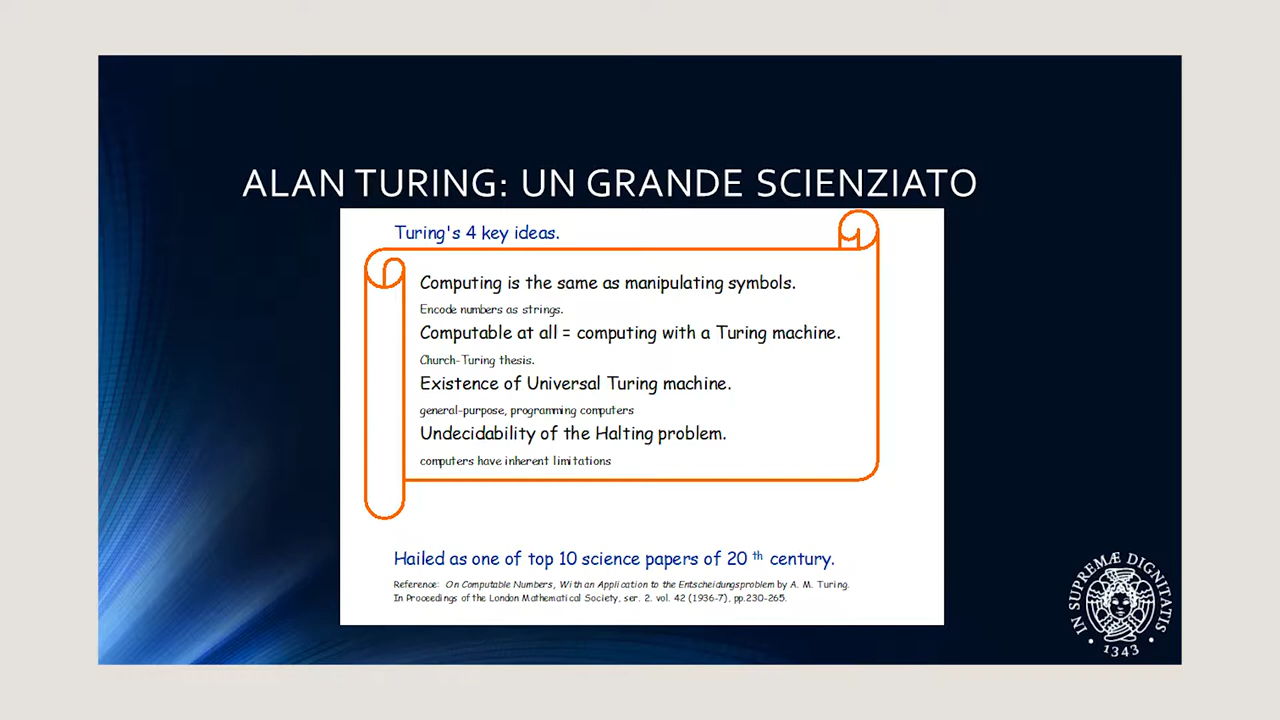 ALAN TURING: UN GRANDE SCIENZIATO
Turing's 4 key ideas.
Computing is the same as manipulating symbols.
Encode numbers as strings.
Computable at all = computing with a Turing machine.
Church-Turing thesis.
Existence of Universal Turing machine.
general-purpose, programming computers
Undecidability of the Halting problem.
computers have inherent limitations
Hailed as one of top 10 science papers of 20 th century.
Reference: On Computable Numbers, With an Application to the Entscheidungsproblem by A. M. Turing.
In Proceedings of the London Mathematical Society, ser. 2. vol. 42 (1936-7), pp.230-265.
IN SUPREMÆ DIGNITATIS
• 1343 •